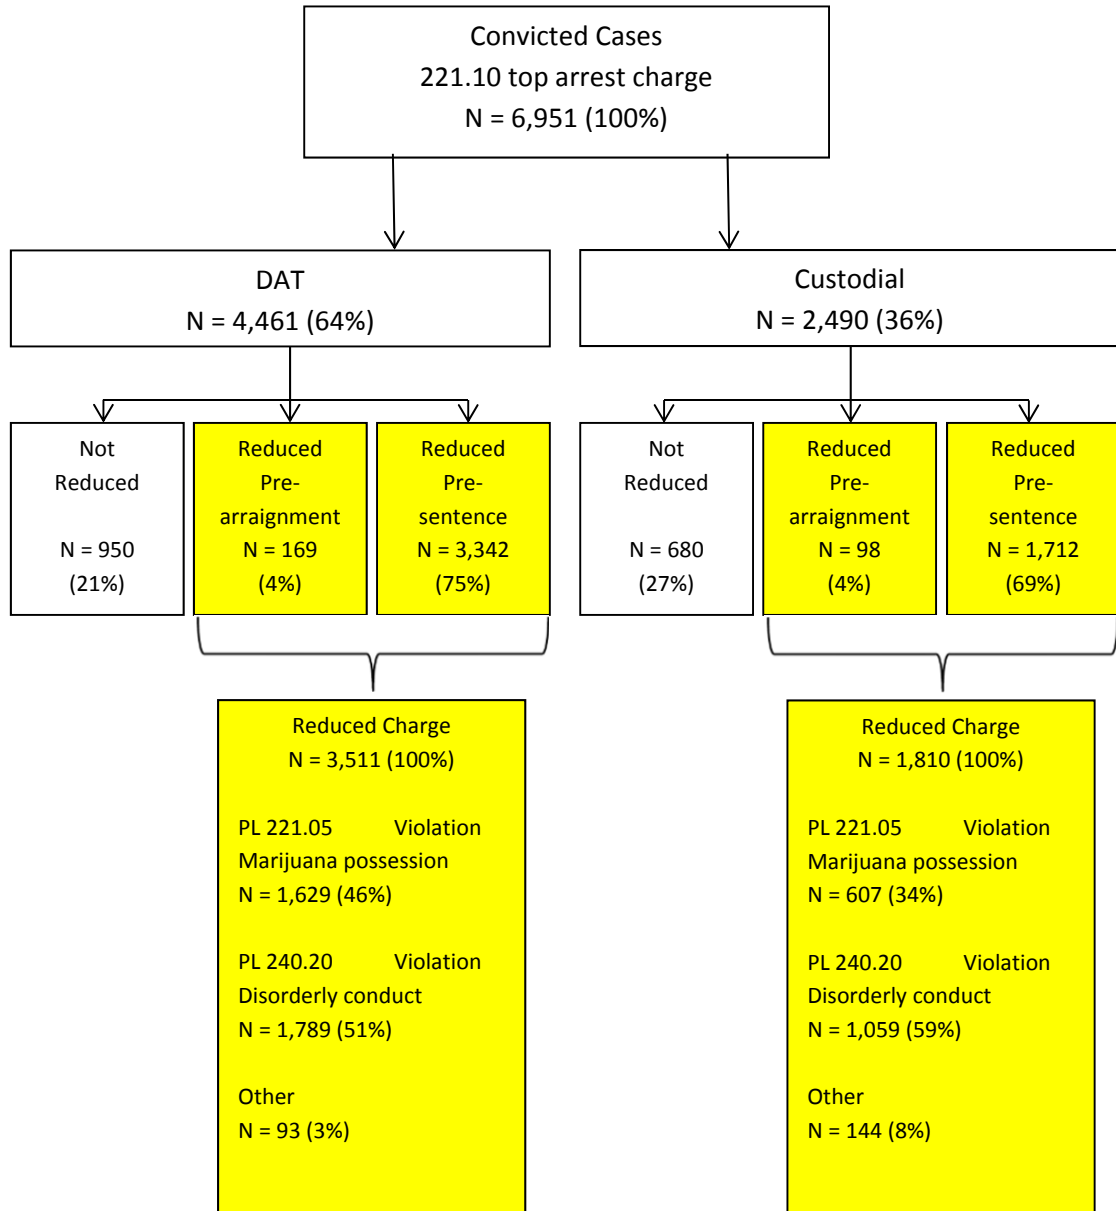 Convicted Cases
221.10 top arrest charge
N = 6,951 (100%)
DAT
N = 4,461 (64%)
Custodial
N = 2,490 (36%)
Not
Reduced
N = 950
(21%)
Reduced
Pre-
arraignment
N = 169
(4%)
Reduced
Pre-
sentence
N = 3,342
(75%)
Not
Reduced
N = 680
(27%)
Reduced
Pre-
arraignment
N = 98
(4%)
Reduced
Pre-
sentence
N = 1,712
(69%)
Reduced Charge
N = 3,511 (100%)
PL 221.05 Violation
Marijuana possession
N = 1,629 (46%)
PL 240.20 Violation
Disorderly conduct
N = 1,789 (51%)
Other
N = 93 (3%)
Reduced Charge
N = 1,810 (100%)
PL 221.05 Violation
Marijuana possession
N = 607 (34%)
PL 240.20 Violation
Disorderly conduct
N = 1,059 (59%)
Other
N = 144 (8%)